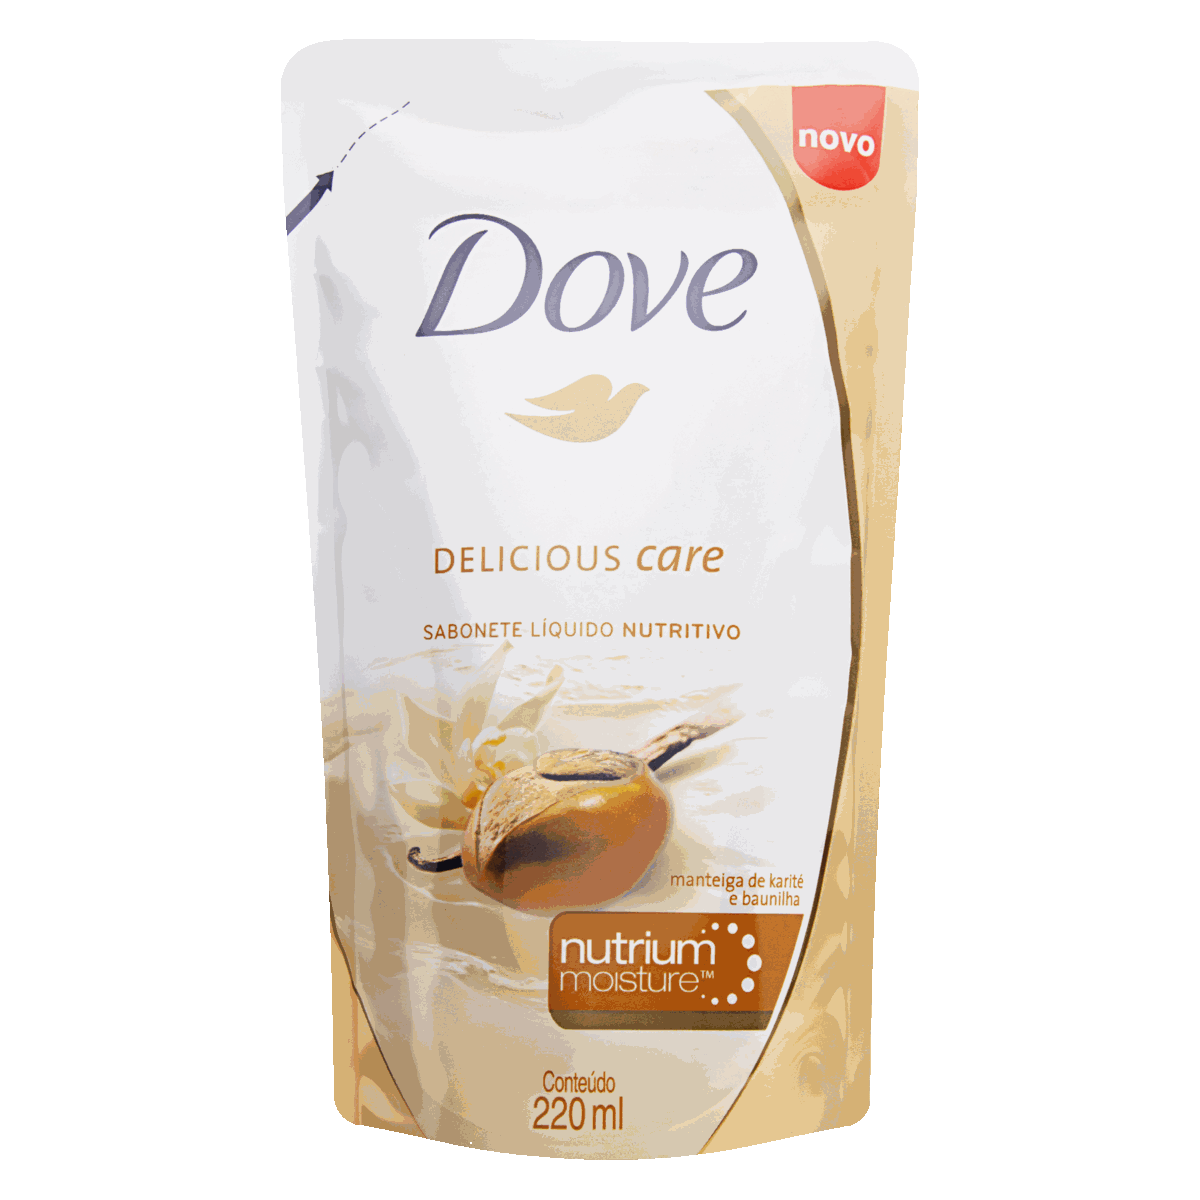 novo
Dove
DELICIOUS care
SABONETE LÍQUIDO NUTRITIVO
manteiga de karité
e baunilha
nutrium
moisture™
Conteúdo
220 ml